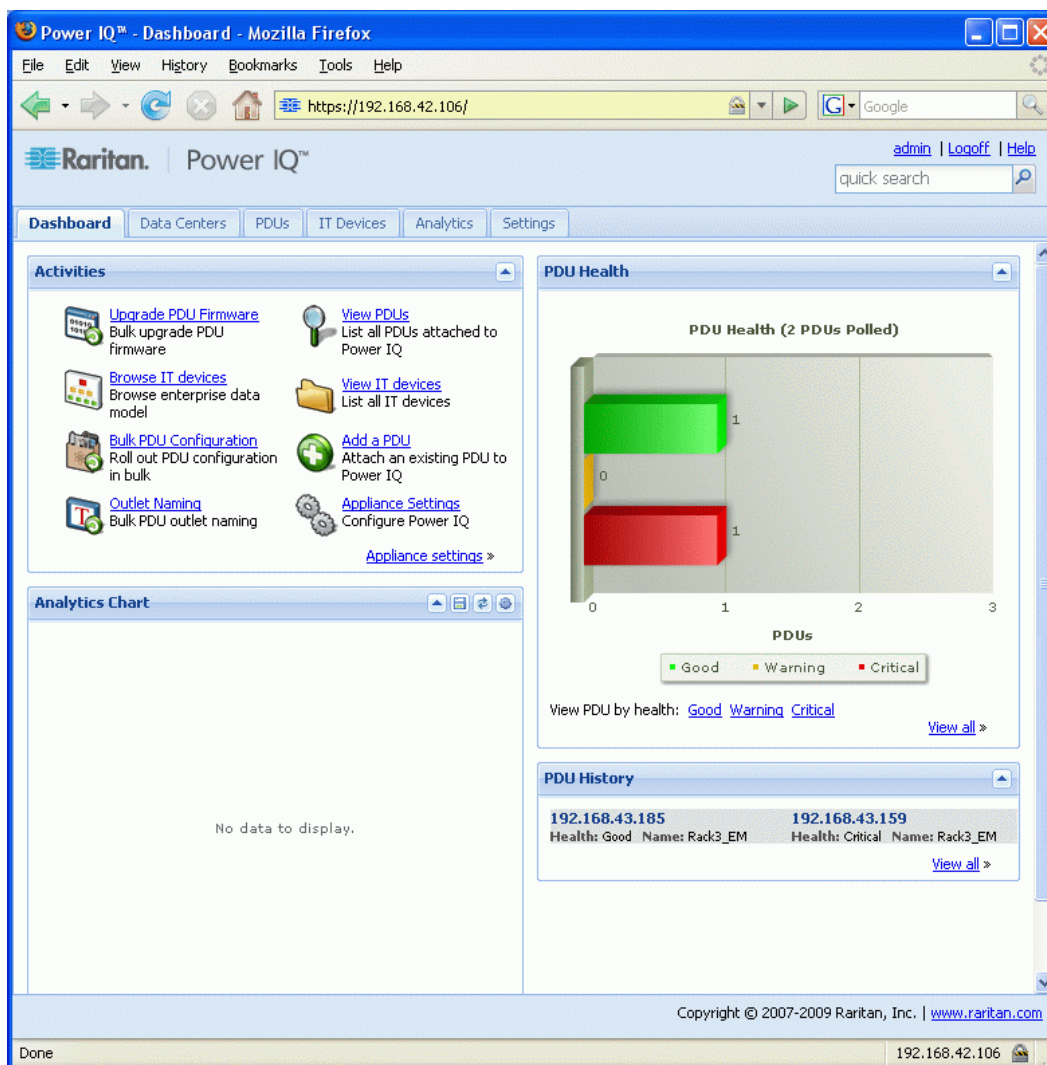 Power IQ™ - Dashboard - Mozilla Firefox
File Edit View History Bookmarks Tools Help
https://192.168.42.106/
G Google
Raritan. Power IQ™
admin | Logoff | Help
quick search
Dashboard Data Centers PDUs IT Devices Analytics Settings
Activities
Upgrade PDU Firmware
Bulk upgrade PDU
firmware
View PDUs
List all PDUs attached to
Power IQ
Browse IT devices
Browse enterprise data
model
View IT devices
List all IT devices
Bulk PDU Configuration
Roll out PDU configuration
in bulk
Add a PDU
Attach an existing PDU to
Power IQ
Outlet Naming
Bulk PDU outlet naming
Appliance Settings
Configure Power IQ
Appliance settings »
Analytics Chart
No data to display.
PDU Health
PDU Health (2 PDUs Polled)
1
0
1
0 1 2 3
PDUs
Good Warning Critical
View PDU by health: Good Warning Critical
View all »
PDU History
192.168.43.185 192.168.43.159
Health: Good Name: Rack3_EM Health: Critical Name: Rack3_EM
View all »
Copyright © 2007-2009 Raritan, Inc. | www.raritan.com
Done 192.168.42.106